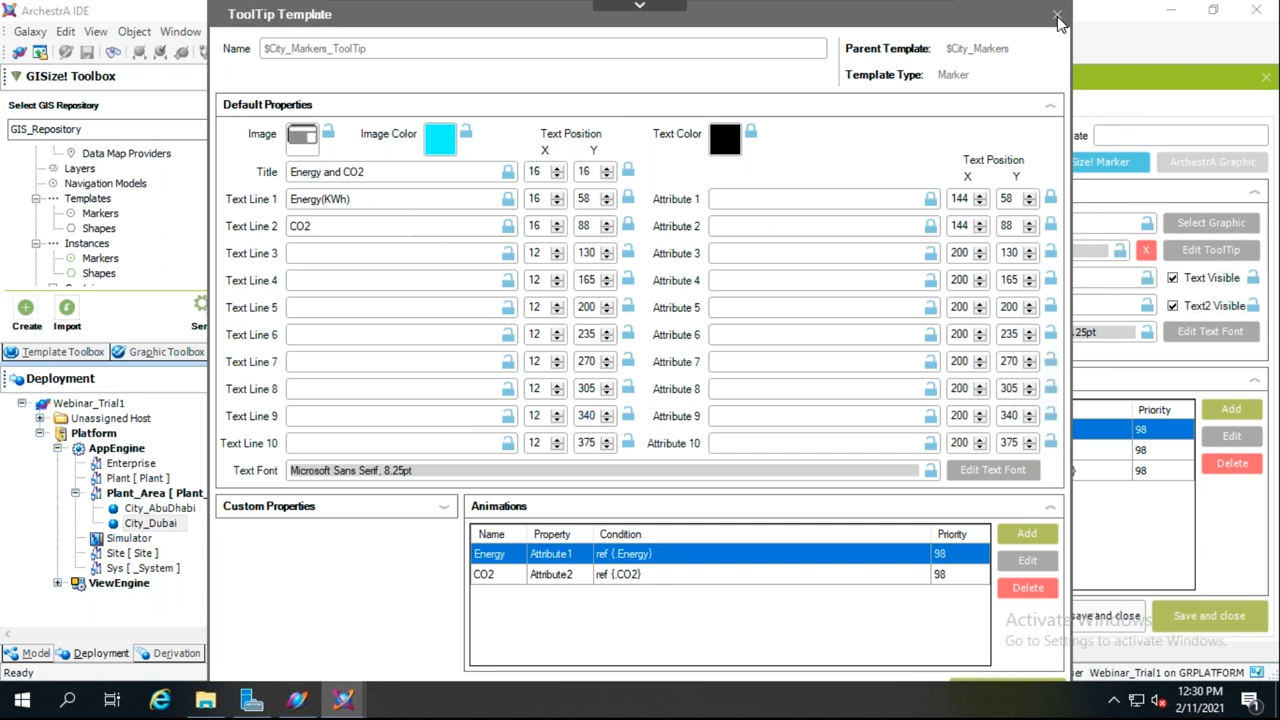 ArchestrA IDE
Galaxy Edit View Object Window
GISize! Toolbox
Select GIS Repository
GIS_Repository
Data Map Providers
Layers
Navigation Models
Templates
Markers
Shapes
Instances
Markers
Shapes
Create Import
Template Toolbox Graphic Toolbox
Deployment
Webinar_Trial1
Unassigned Host
Platform
AppEngine
Enterprise
Plant [ Plant ]
Plant_Area [ Plant_
City_AbuDhabi
City_Dubai
Simulator
Site [ Site ]
Sys [ _System ]
ViewEngine
Model Deployment Derivation
Ready
ToolTip Template
Name $City_Markers_ToolTip
Parent Template: $City_Markers
Template Type: Marker
Default Properties
Image Image Color Text Position Text Color
X Y
Text Position
X Y
Title Energy and CO2 16 16
Text Line 1 Energy(KWh) 16 58 Attribute 1 144 58
Text Line 2 CO2 16 88 Attribute 2 144 88
Text Line 3 12 130 Attribute 3 200 130
Text Line 4 12 165 Attribute 4 200 165
Text Line 5 12 200 Attribute 5 200 200
Text Line 6 12 235 Attribute 6 200 235
Text Line 7 12 270 Attribute 7 200 270
Text Line 8 12 305 Attribute 8 200 305
Text Line 9 12 340 Attribute 9 200 340
Text Line 10 12 375 Attribute 10 200 375
Text Font Microsoft Sans Serif, 8.25pt Edit Text Font
Custom Properties
Animations
Name Property Condition Priority
Energy Attribute1 ref {.Energy} 98
CO2 Attribute2 ref {.CO2} 98
Add
Edit
Delete
ate
Size! Marker ArchestrA Graphic
Select Graphic
X Edit ToolTip
Text Visible
Text2 Visible
.25pt Edit Text Font
Priority
98
98
98
Add
Edit
Delete
save and close Save and close
Activate Windows
Go to Settings to activate Windows.
ser Webinar_Trial1 on GRPLATFORM
12:30 PM
2/11/2021
1